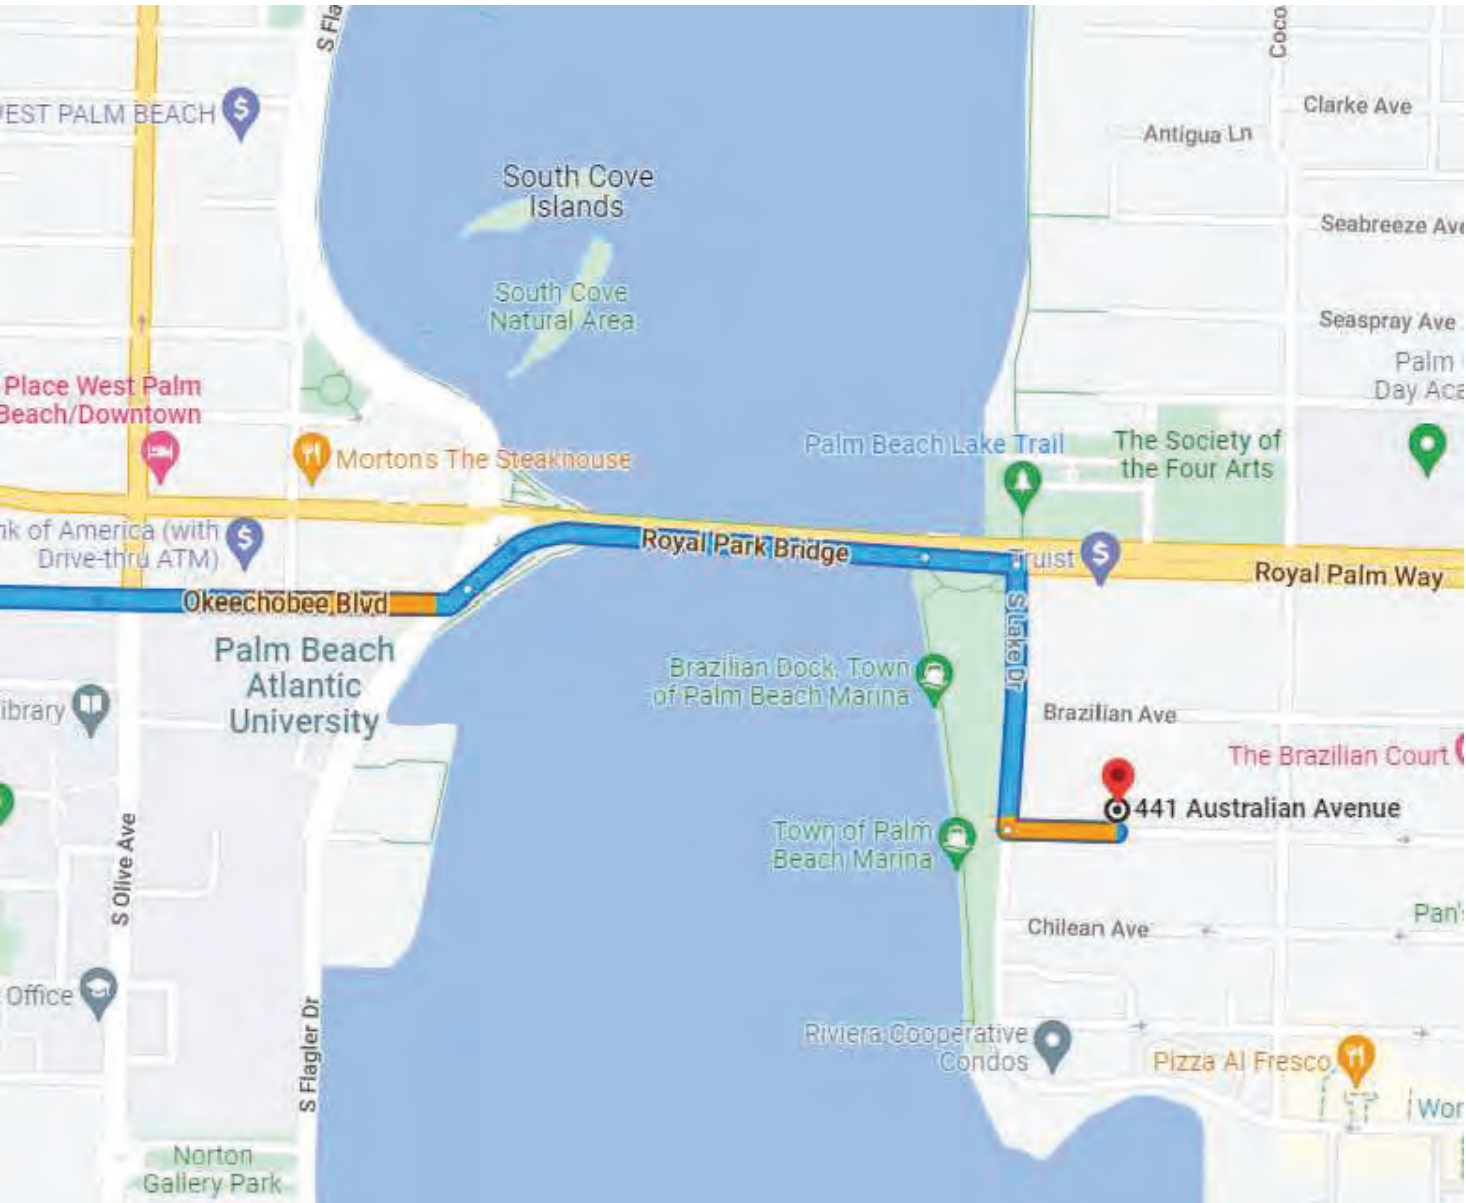 S Fla
Coco
Clarke Ave
EST PALM BEACH
Antigua Ln
South Cove
Islands
Seabreeze Ave
South Cove
Natural Area
Seaspray Ave
Palm
Day Aca
Place West Palm
Beach/Downtown
Morton's The Steakhouse
Palm Beach Lake Trail
The Society of
the Four Arts
nk of America (with
Drive-thru ATM)
Royal Park Bridge
Truist
Royal Palm Way
Okeechobee Blvd
S Lake Dr
Palm Beach
Atlantic
University
Brazilian Dock, Town
of Palm Beach Marina
ibrary
Brazilian Ave
The Brazilian Court
441 Australian Avenue
Town of Palm
Beach Marina
S Olive Ave
Pan's
Chilean Ave
Office
S Flagler Dr
Riviera Cooperative
Condos
Pizza Al Fresco
Wor
Norton
Gallery Park